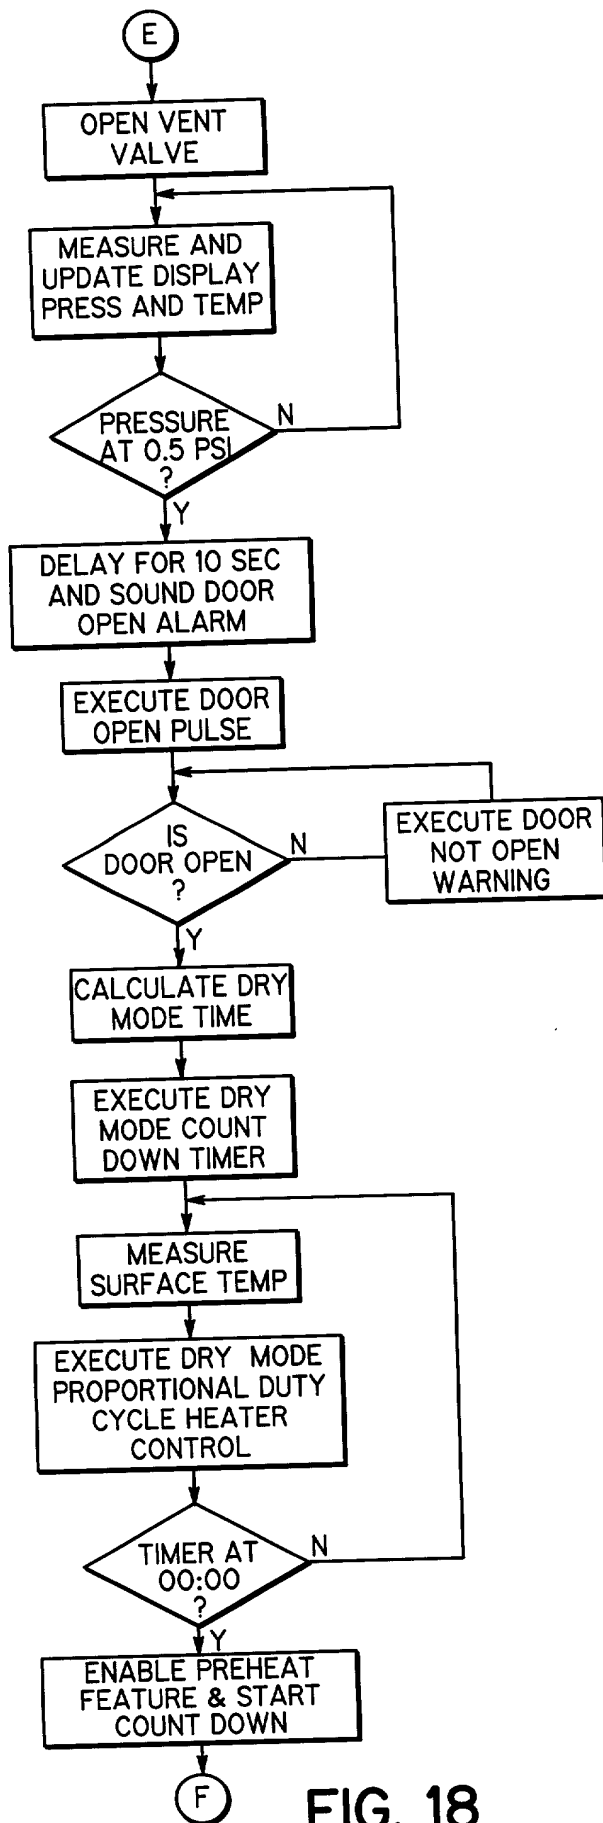 E
OPEN VENT
VALVE
MEASURE AND
UPDATE DISPLAY
PRESS AND TEMP
PRESSURE
AT 0.5 PSI
?
N
Y
DELAY FOR 10 SEC
AND SOUND DOOR
OPEN ALARM
EXECUTE DOOR
OPEN PULSE
IS
DOOR OPEN
?
N
EXECUTE DOOR
NOT OPEN
WARNING
Y
CALCULATE DRY
MODE TIME
EXECUTE DRY
MODE COUNT
DOWN TIMER
MEASURE
SURFACE TEMP
EXECUTE DRY MODE
PROPORTIONAL DUTY
CYCLE HEATER
CONTROL
TIMER AT
00:00
?
N
Y
ENABLE PREHEAT
FEATURE & START
COUNT DOWN
F
FIG. 18